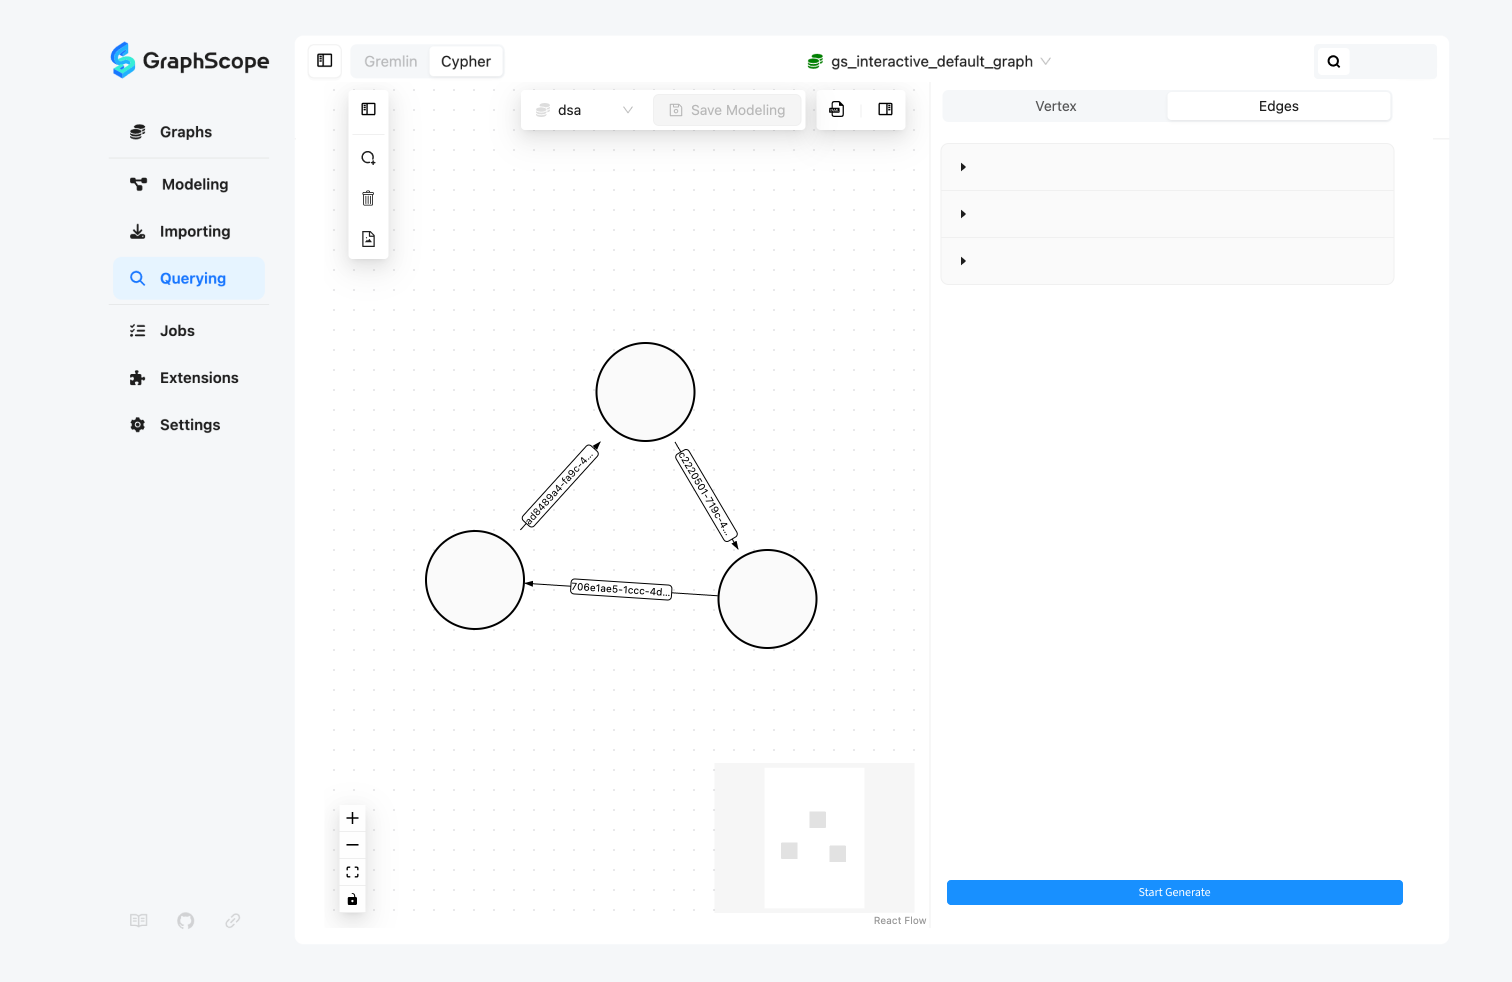 GraphScope
Graphs
Modeling
Importing
Querying
Jobs
Extensions
Settings
Gremlin
Cypher
gs_interactive_default_graph
dsa
Save Modeling
Vertex
Edges
ad8489a4-fa9c-4...
c2220501-719c-4...
706e1ae5-1ccc-4d...
React Flow
Start Generate